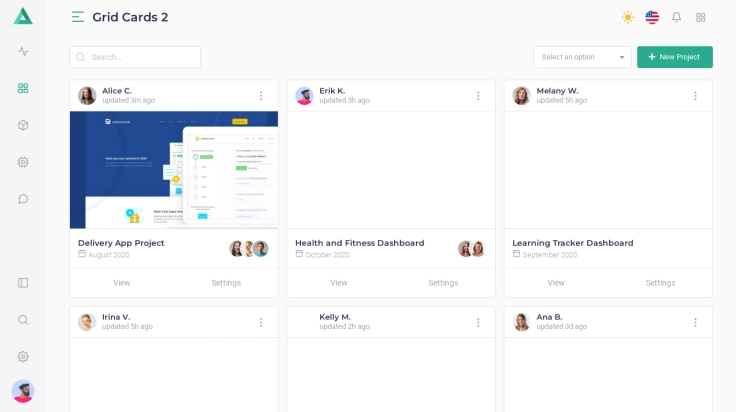 Grid Cards 2
Search...
Select an option
New Project
Alice C.
updated 3m ago
Erik K.
updated 5h ago
Melany W.
updated 5h ago
Delivery App Project
August 2020
Health and Fitness Dashboard
October 2020
Learning Tracker Dashboard
September 2020
View
Settings
View
Settings
View
Settings
Irina V.
updated 5h ago
Kelly M.
updated 2h ago
Ana B.
updated 3d ago